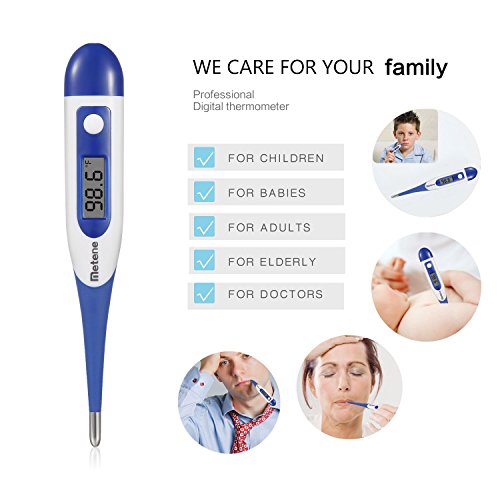 WE CARE FOR YOUR family
Professional
Digital thermometer
FOR CHILDREN
FOR BABIES
FOR ADULTS
FOR ELDERLY
FOR DOCTORS
98.6 °F
metene